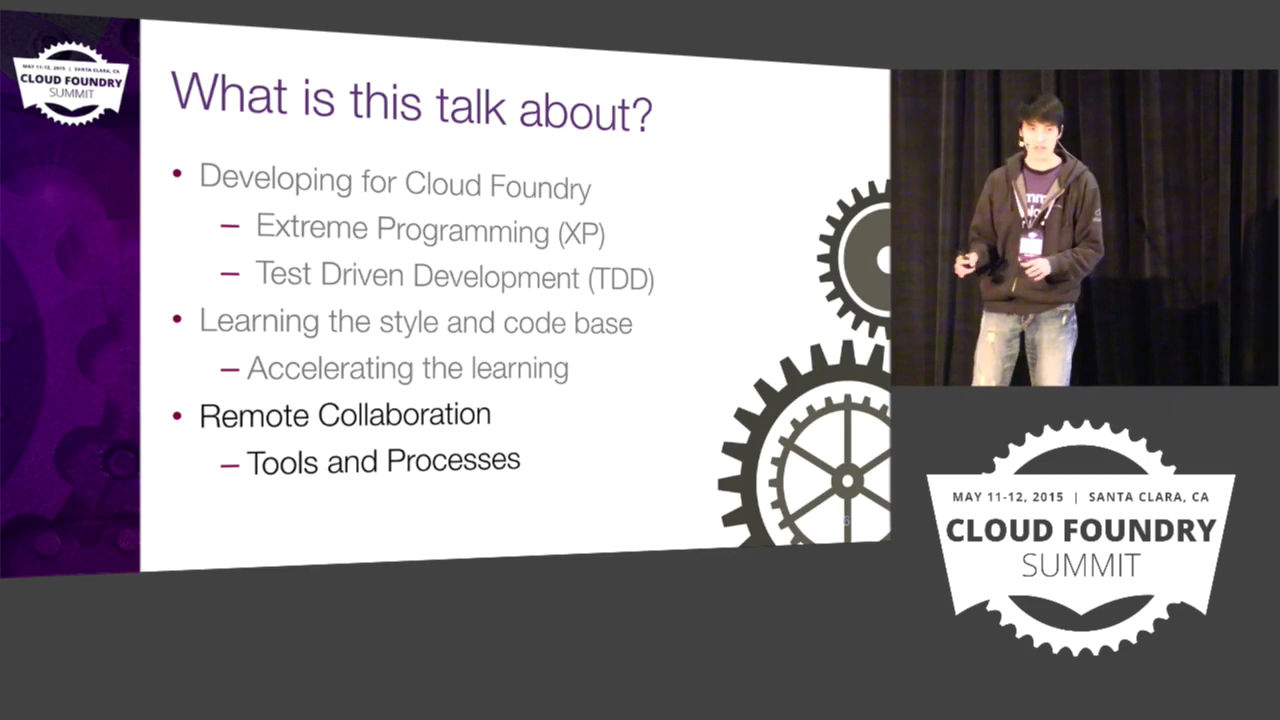 MAY 11-12, 2015 | SANTA CLARA, CA
CLOUD FOUNDRY
SUMMIT
What is this talk about?
• Developing for Cloud Foundry
– Extreme Programming (XP)
– Test Driven Development (TDD)
• Learning the style and code base
– Accelerating the learning
• Remote Collaboration
– Tools and Processes
6
MAY 11-12, 2015 | SANTA CLARA, CA
CLOUD FOUNDRY
SUMMIT